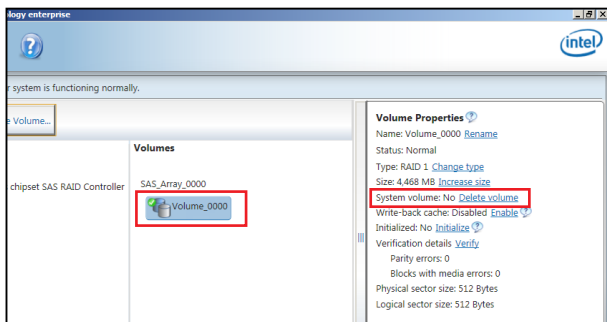 ology enterprise
intel
r system is functioning normally.
e Volume...
Volumes
chipset SAS RAID Controller
SAS_Array_0000
Volume_0000
Volume Properties ?
Name: Volume_0000 Rename
Status: Normal
Type: RAID 1 Change type
Size: 4,468 MB Increase size
System volume: No Delete volume
Write-back cache: Disabled Enable ?
Initialized: No Initialize ?
Verification details Verify
Parity errors: 0
Blocks with media errors: 0
Physical sector size: 512 Bytes
Logical sector size: 512 Bytes